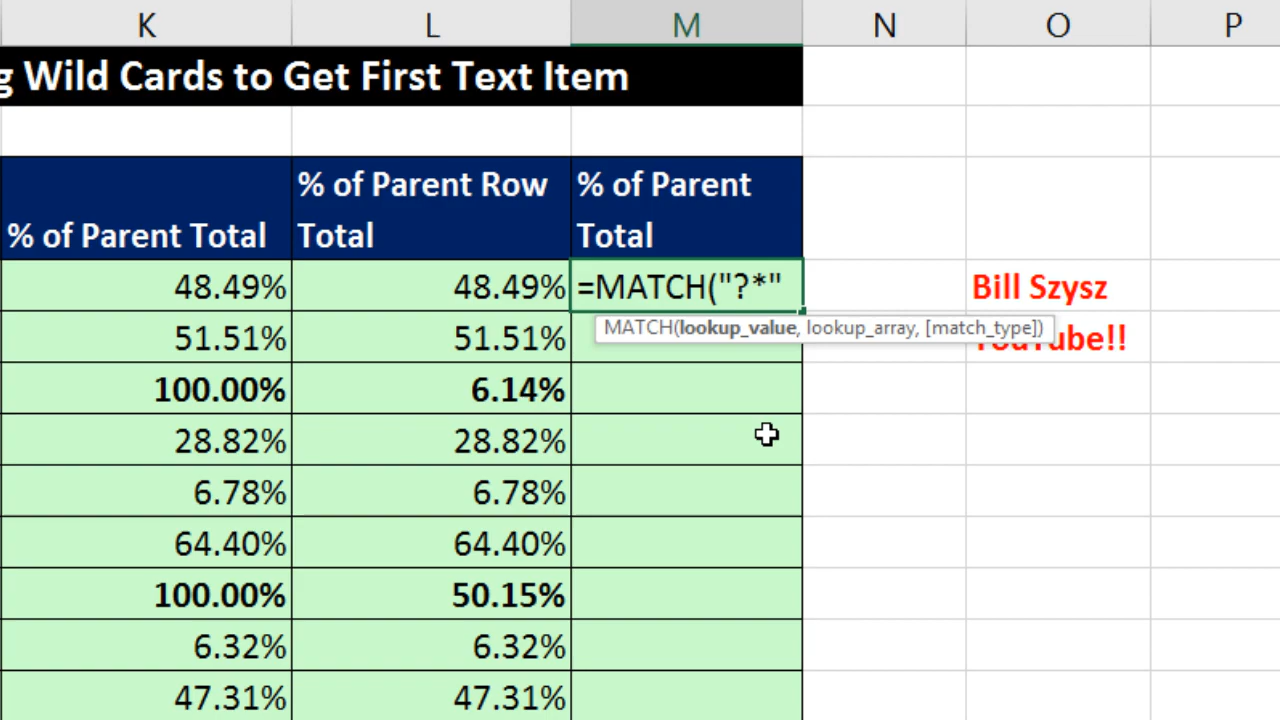 K L M N O P
g Wild Cards to Get First Text Item
% of Parent Total % of Parent Row Total % of Parent Total
48.49% 48.49% =MATCH("?*" Bill Szysz
MATCH(lookup_value, lookup_array, [match_type])
51.51% 51.51% YouTube!!
100.00% 6.14%
28.82% 28.82%
6.78% 6.78%
64.40% 64.40%
100.00% 50.15%
6.32% 6.32%
47.31% 47.31%